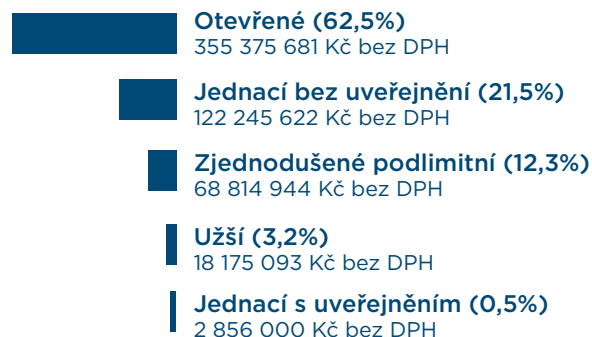 Otevřené (62,5%)
355 375 681 Kč bez DPH
Jednací bez uveřejnění (21,5%)
122 245 622 Kč bez DPH
Zjednodušené podlimitní (12,3%)
68 814 944 Kč bez DPH
Užší (3,2%)
18 175 093 Kč bez DPH
Jednací s uveřejněním (0,5%)
2 856 000 Kč bez DPH